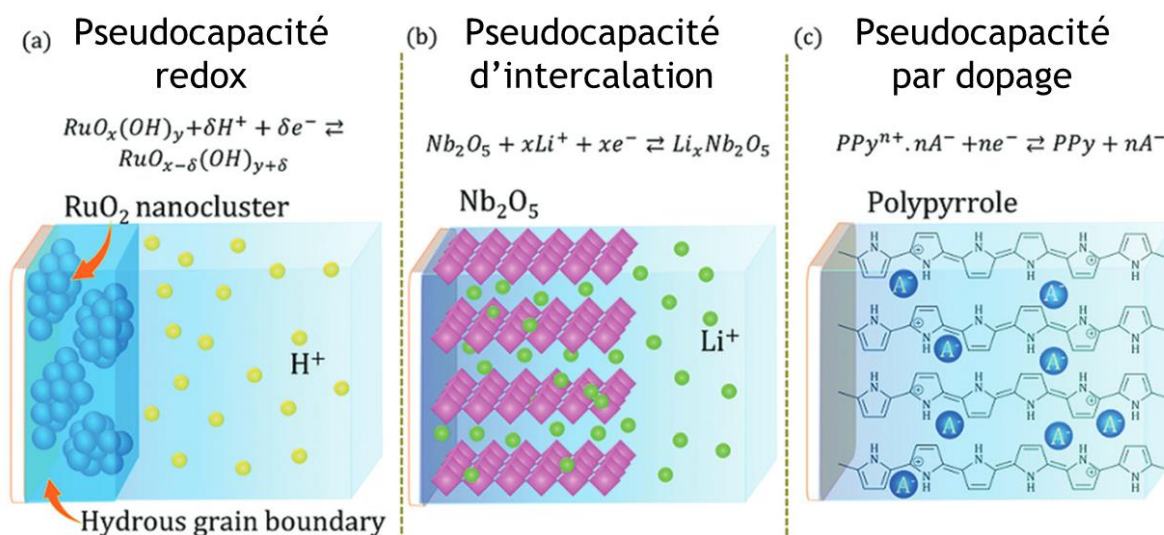 (a) Pseudocapacité
redox
RuOₓ(OH)ᵧ+δH⁺ + δe⁻ ⇌
RuOₓ₋δ(OH)ᵧ₊δ
RuO₂ nanocluster
H⁺
Hydrous grain boundary
(b) Pseudocapacité
d’intercalation
Nb₂O₅ + xLi⁺ + xe⁻ ⇌ LiₓNb₂O₅
Nb₂O₅
Li⁺
(c) Pseudocapacité
par dopage
PPyⁿ⁺.nA⁻ +ne⁻ ⇌ PPy + nA⁻
Polypyrrole
H N H N H N
N H N H N H
A⁻ A⁻
H N H N H N
N H N H N H
A⁻ A⁻
H N H N H N
N H N H N H
A⁻ A⁻ A⁻
H N H N H N
N H N H N H
A⁻